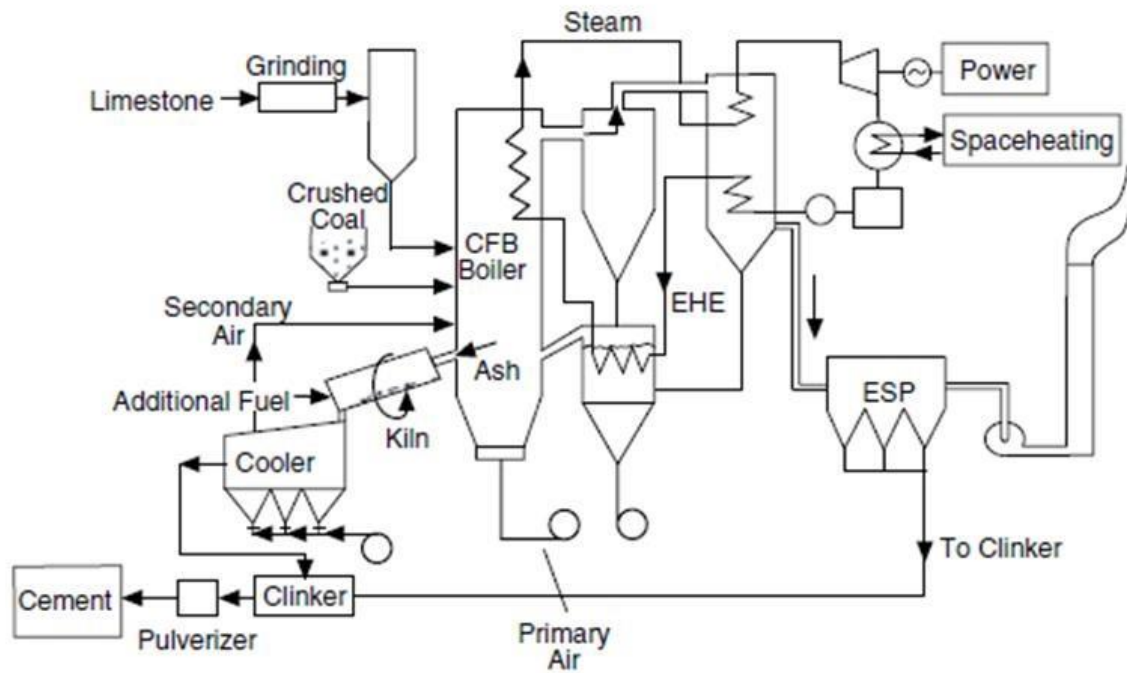 Steam
Grinding
Limestone
Power
Spaceheating
Crushed
Coal
CFB
Boiler
Secondary
Air
EHE
Ash
Additional Fuel
Kiln
ESP
Cooler
To Clinker
Cement
Clinker
Pulverizer
Primary
Air